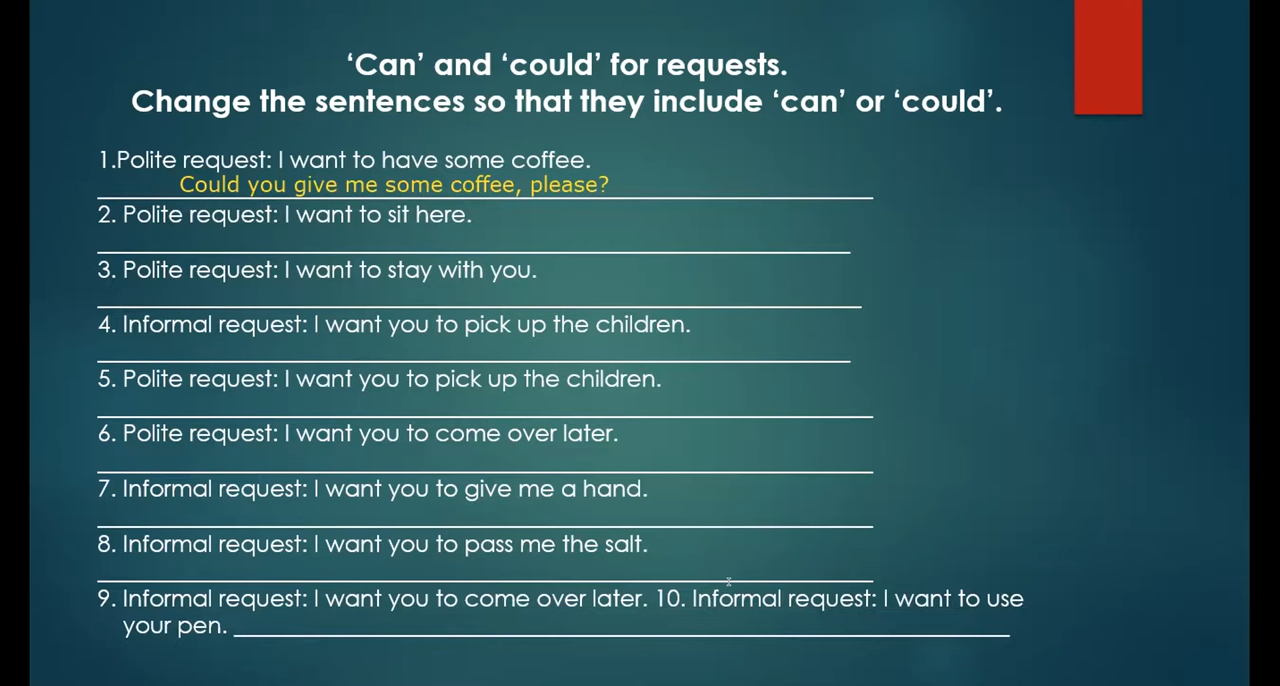 ‘Can’ and ‘could’ for requests.
Change the sentences so that they include ‘can’ or ‘could’.
1.Polite request: I want to have some coffee.
Could you give me some coffee, please?
2. Polite request: I want to sit here.
3. Polite request: I want to stay with you.
4. Informal request: I want you to pick up the children.
5. Polite request: I want you to pick up the children.
6. Polite request: I want you to come over later.
7. Informal request: I want you to give me a hand.
8. Informal request: I want you to pass me the salt.
9. Informal request: I want you to come over later. 10. Informal request: I want to use
your pen.